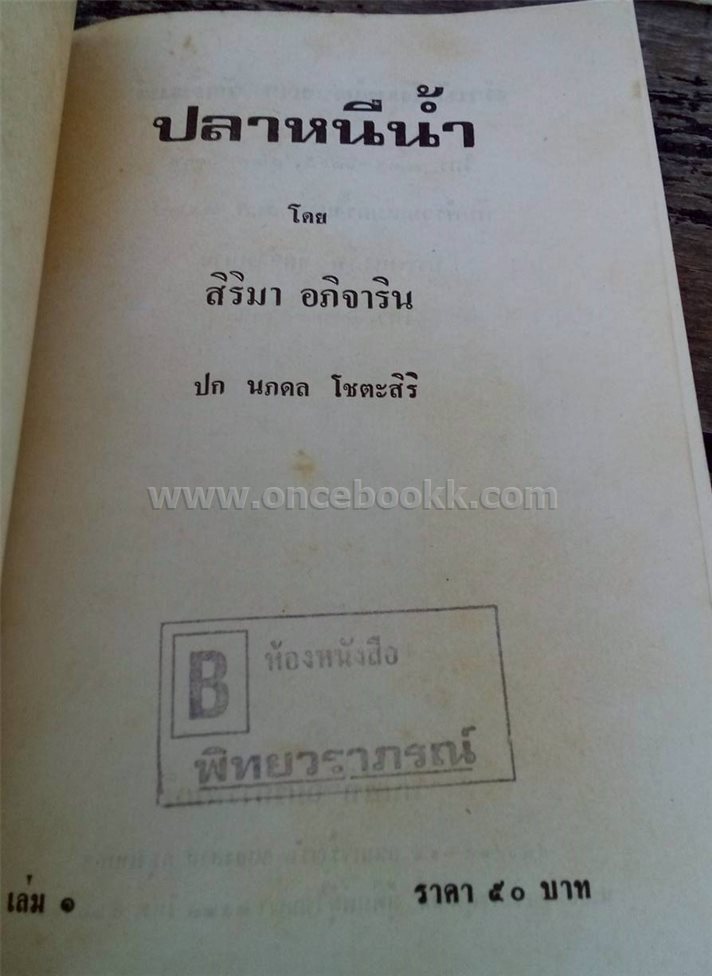 ปลาหนีน้ำ
โดย
สิริมา อภิจาริน
ปก นภดล โชตะสิริ
www.oncebookk.com
B ห้องหนังสือ
พิทยวราภรณ์
เล่ม ๑ ราคา ๕๐ บาท